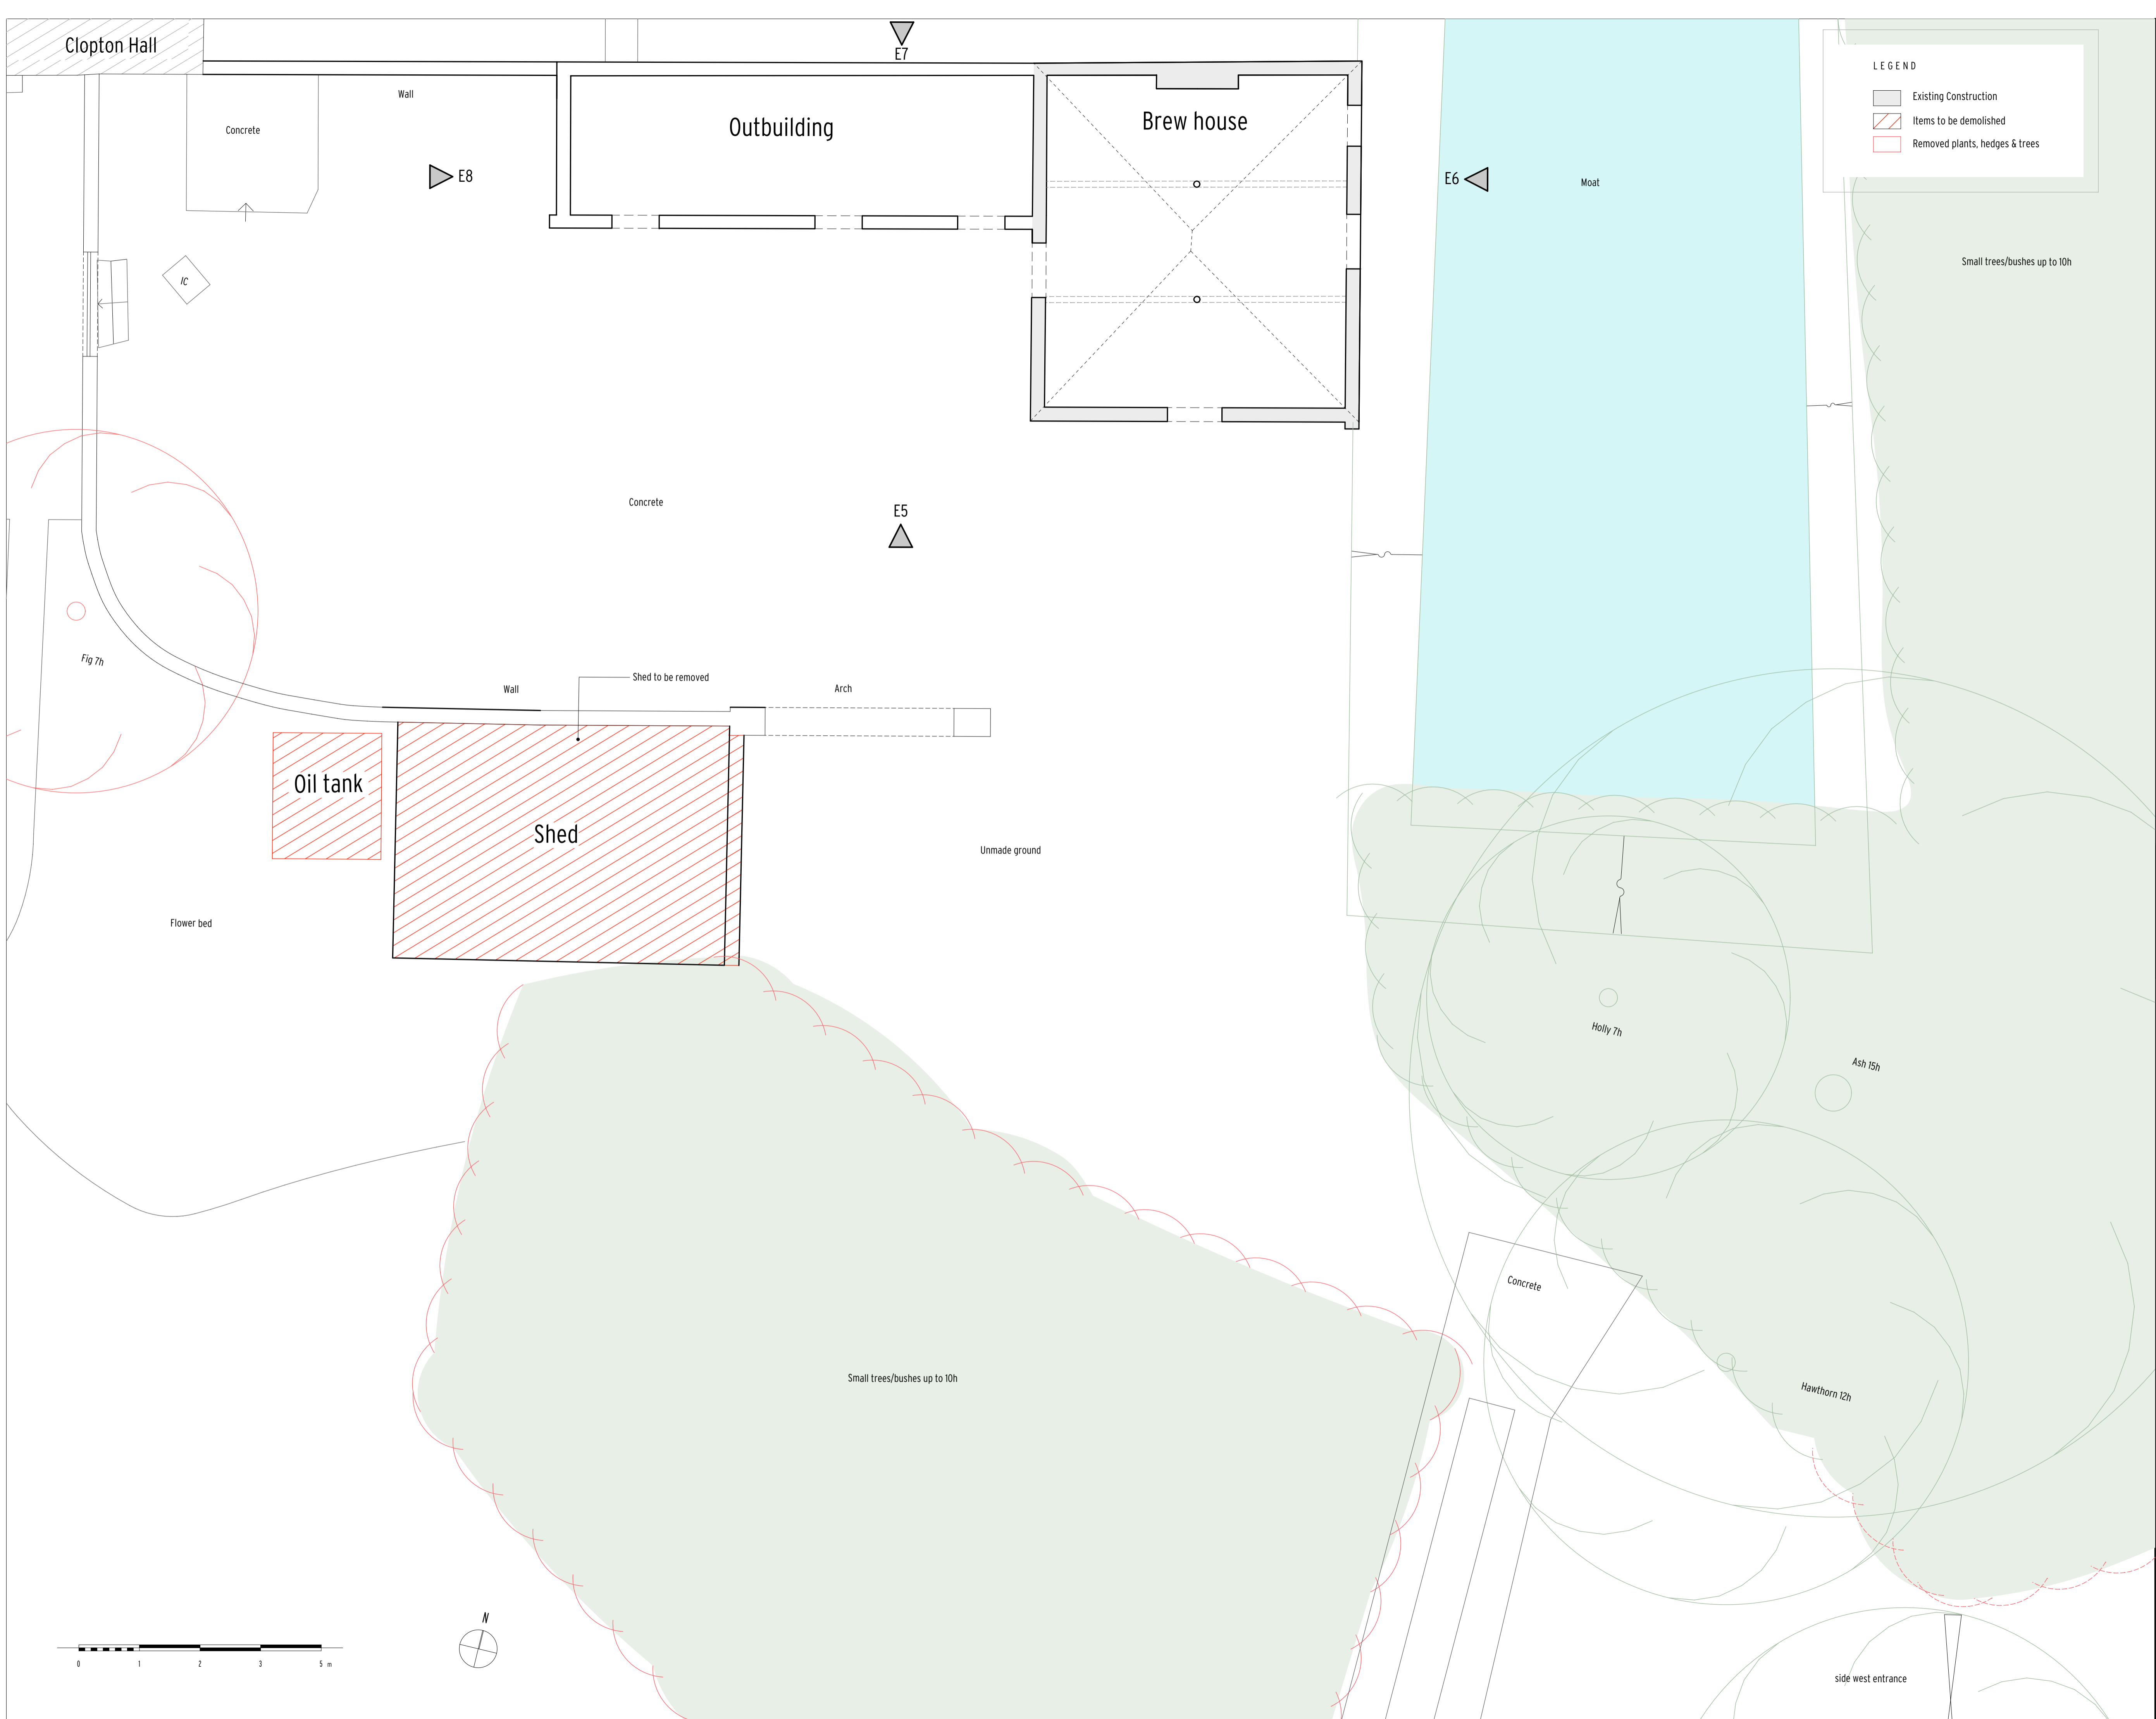 Clopton Hall
E7
LEGEND
Wall
Existing Construction
Concrete
Outbuilding
Brew house
Items to be demolished
Removed plants, hedges & trees
E8
E6
Moat
Small trees/bushes up to 10h
IC
Concrete
E5
Fig 7h
Wall
Shed to be removed
Arch
Oil tank
Shed
Unmade ground
Flower bed
Holly 7h
Ash 15h
Concrete
Small trees/bushes up to 10h
Hawthorn 12h
N
0 1 2 3 5 m
side west entrance